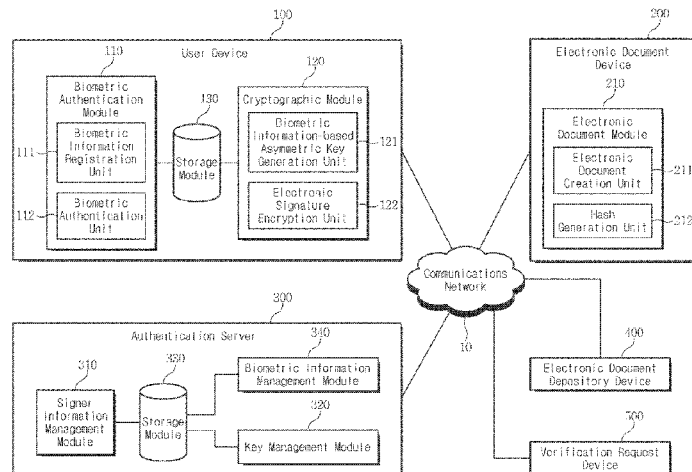 100
User Device
110
Biometric
Authentication
Module
111
Biometric
Information
Registration
Unit
112
Biometric
Authentication
Unit
130
Storage
Module
120
Cryptographic Module
Biometric
Information-based
Asymmetric Key
Generation Unit
121
Electronic
Signature
Encryption Unit
122
200
Electronic Document
Device
210
Electronic
Document Module
Electronic
Document
Creation Unit
211
Hash
Generation Unit
212
Communications
Network
10
300
Authentication Server
310
Signer
Information
Management
Module
330
Storage
Module
340
Biometric Information
Management Module
320
Key Management Module
400
Electronic Document
Depository Device
500
Verification Request
Device